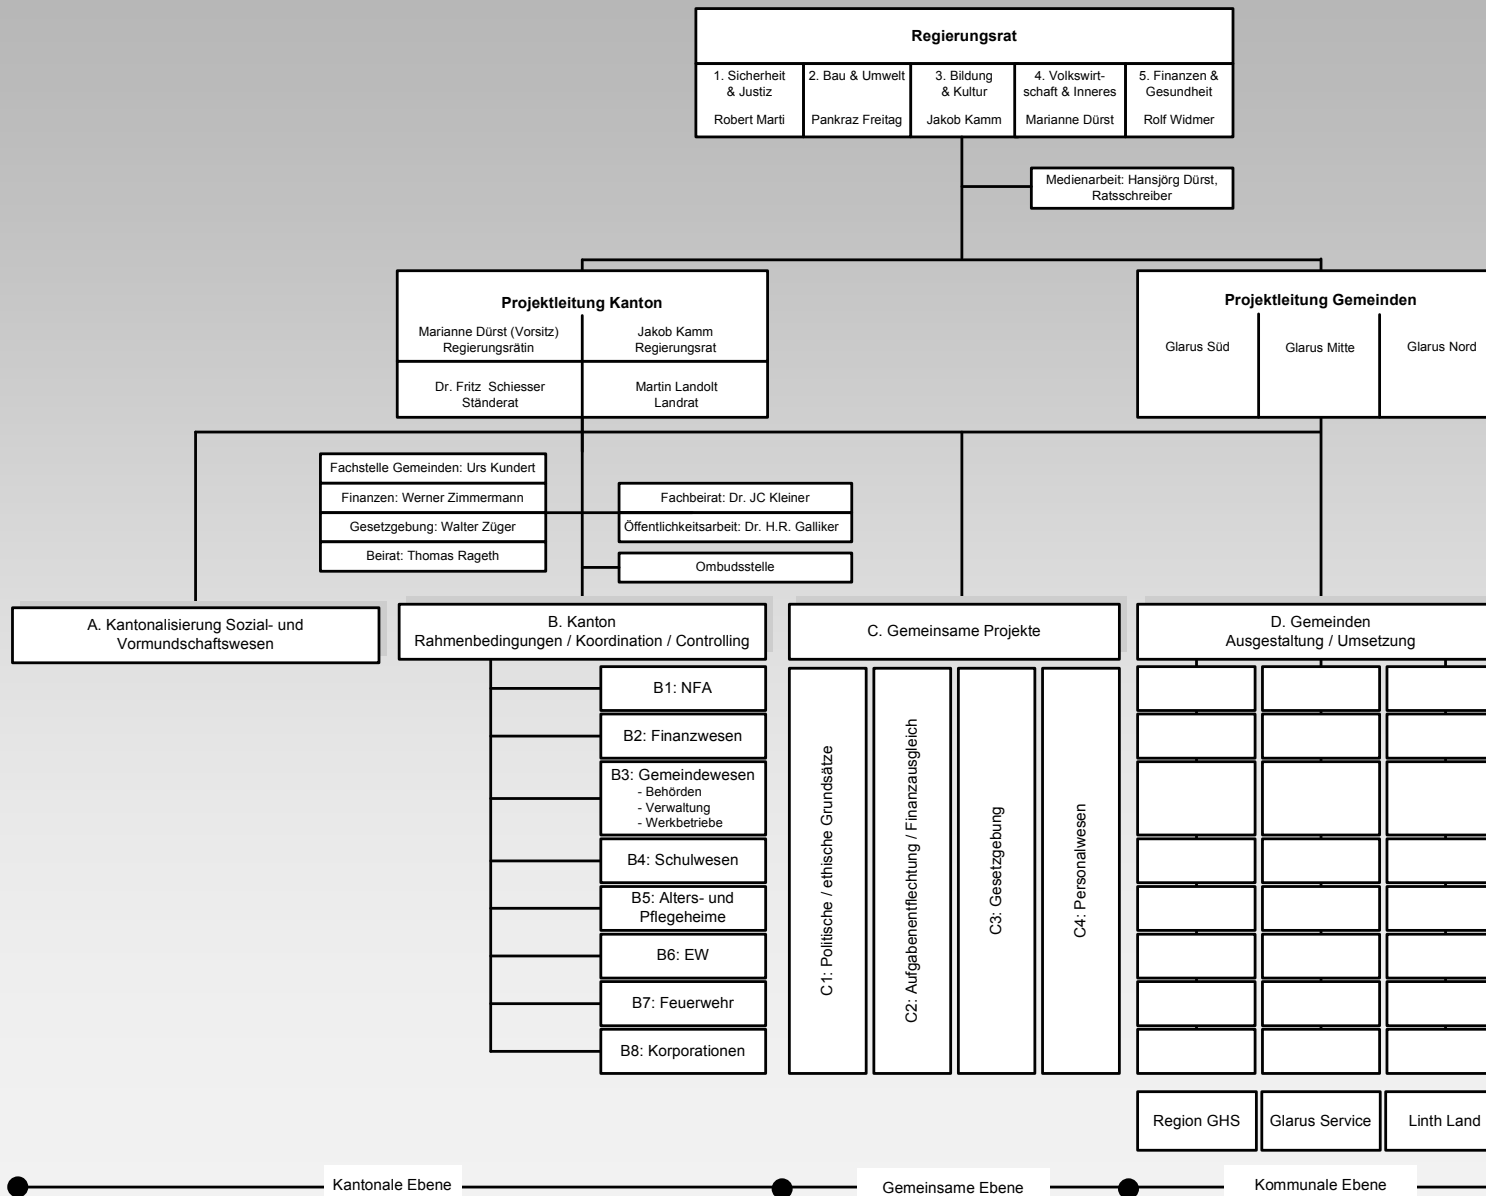 Regierungsrat
1. Sicherheit
& Justiz
Robert Marti
2. Bau & Umwelt
Pankraz Freitag
3. Bildung
& Kultur
Jakob Kamm
4. Volkswirt-
schaft & Inneres
Marianne Dürst
5. Finanzen &
Gesundheit
Rolf Widmer
Medienarbeit: Hansjörg Dürst,
Ratsschreiber
Projektleitung Kanton
Marianne Dürst (Vorsitz)
Regierungsrätin
Jakob Kamm
Regierungsrat
Dr. Fritz Schiesser
Ständerat
Martin Landolt
Landrat
Projektleitung Gemeinden
Glarus Süd
Glarus Mitte
Glarus Nord
Fachstelle Gemeinden: Urs Kundert
Finanzen: Werner Zimmermann
Gesetzgebung: Walter Züger
Beirat: Thomas Rageth
Fachbeirat: Dr. JC Kleiner
Öffentlichkeitsarbeit: Dr. H.R. Galliker
Ombudsstelle
A. Kantonalisierung Sozial- und
Vormundschaftswesen
B. Kanton
Rahmenbedingungen / Koordination / Controlling
C. Gemeinsame Projekte
D. Gemeinden
Ausgestaltung / Umsetzung
B1: NFA
B2: Finanzwesen
B3: Gemeindewesen
- Behörden
- Verwaltung
- Werkbetriebe
B4: Schulwesen
B5: Alters- und
Pflegeheime
B6: EW
B7: Feuerwehr
B8: Korporationen
C1: Politische / ethische Grundsätze
C2: Aufgabenentflechtung / Finanzausgleich
C3: Gesetzgebung
C4: Personalwesen
Region GHS
Glarus Service
Linth Land
Kantonale Ebene
Gemeinsame Ebene
Kommunale Ebene